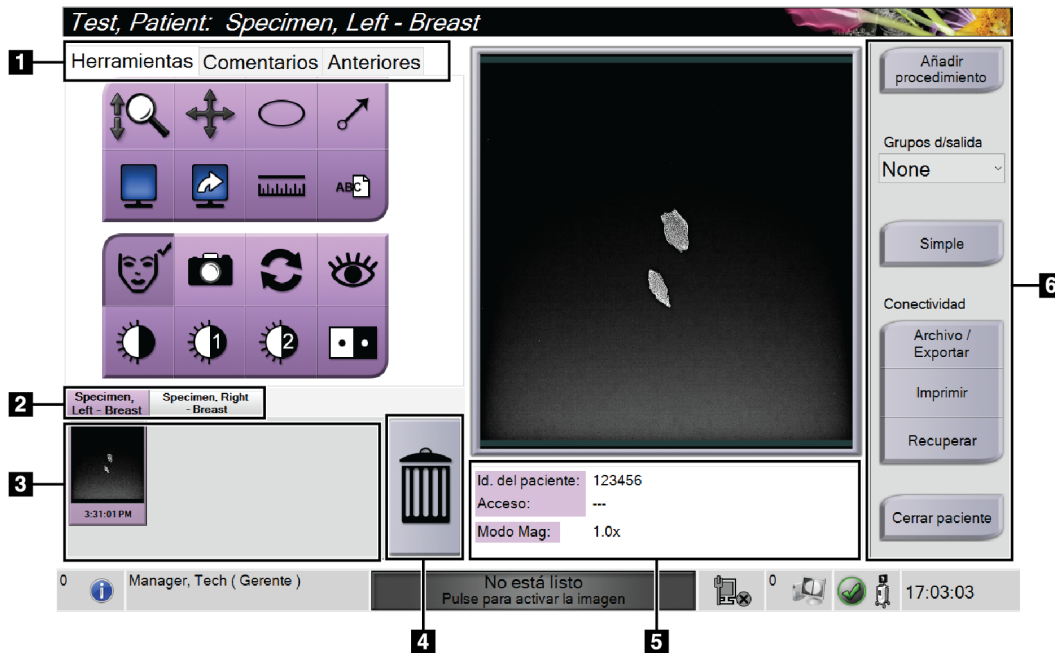 Test, Patient: Specimen, Left - Breast
1
Herramientas Comentarios Anteriores
ABC
1 2
2
Specimen,
Left - Breast
Specimen, Right
- Breast
3
3:31:01 PM
4
Id. del paciente: 123456
Acceso: ---
Modo Mag: 1.0x
5
Añadir
procedimiento
Grupos d/salida
None
Simple
Conectividad
Archivo /
Exportar
Imprimir
Recuperar
Cerrar paciente
6
0
Manager, Tech ( Gerente )
No está listo
Pulse para activar la imagen
0
17:03:03